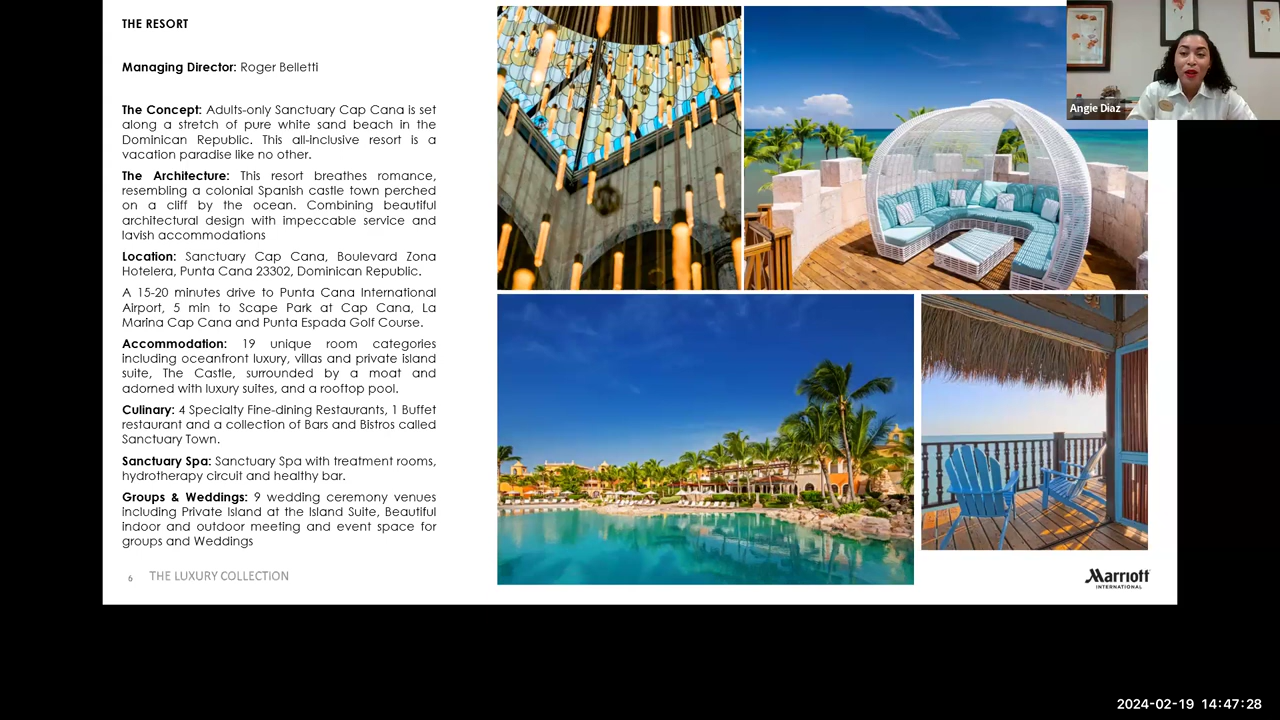 THE RESORT
Managing Director: Roger Belletti
The Concept: Adults-only Sanctuary Cap Cana is set
along a stretch of pure white sand beach in the
Dominican Republic. This all-inclusive resort is a
vacation paradise like no other.
The Architecture: This resort breathes romance,
resembling a colonial Spanish castle town perched
on a cliff by the ocean. Combining beautiful
architectural design with impeccable service and
lavish accommodations
Location: Sanctuary Cap Cana, Boulevard Zona
Hotelera, Punta Cana 23302, Dominican Republic.
A 15-20 minutes drive to Punta Cana International
Airport, 5 min to Scape Park at Cap Cana, La
Marina Cap Cana and Punta Espada Golf Course.
Accommodation: 19 unique room categories
including oceanfront luxury, villas and private island
suite, The Castle, surrounded by a moat and
adorned with luxury suites, and a rooftop pool.
Culinary: 4 Specialty Fine-dining Restaurants, 1 Buffet
restaurant and a collection of Bars and Bistros called
Sanctuary Town.
Sanctuary Spa: Sanctuary Spa with treatment rooms,
hydrotherapy circuit and healthy bar.
Groups & Weddings: 9 wedding ceremony venues
including Private Island at the Island Suite, Beautiful
indoor and outdoor meeting and event space for
groups and Weddings
6 THE LUXURY COLLECTION
Angie Diaz
Marriott
INTERNATIONAL
2024-02-19 14:47:28